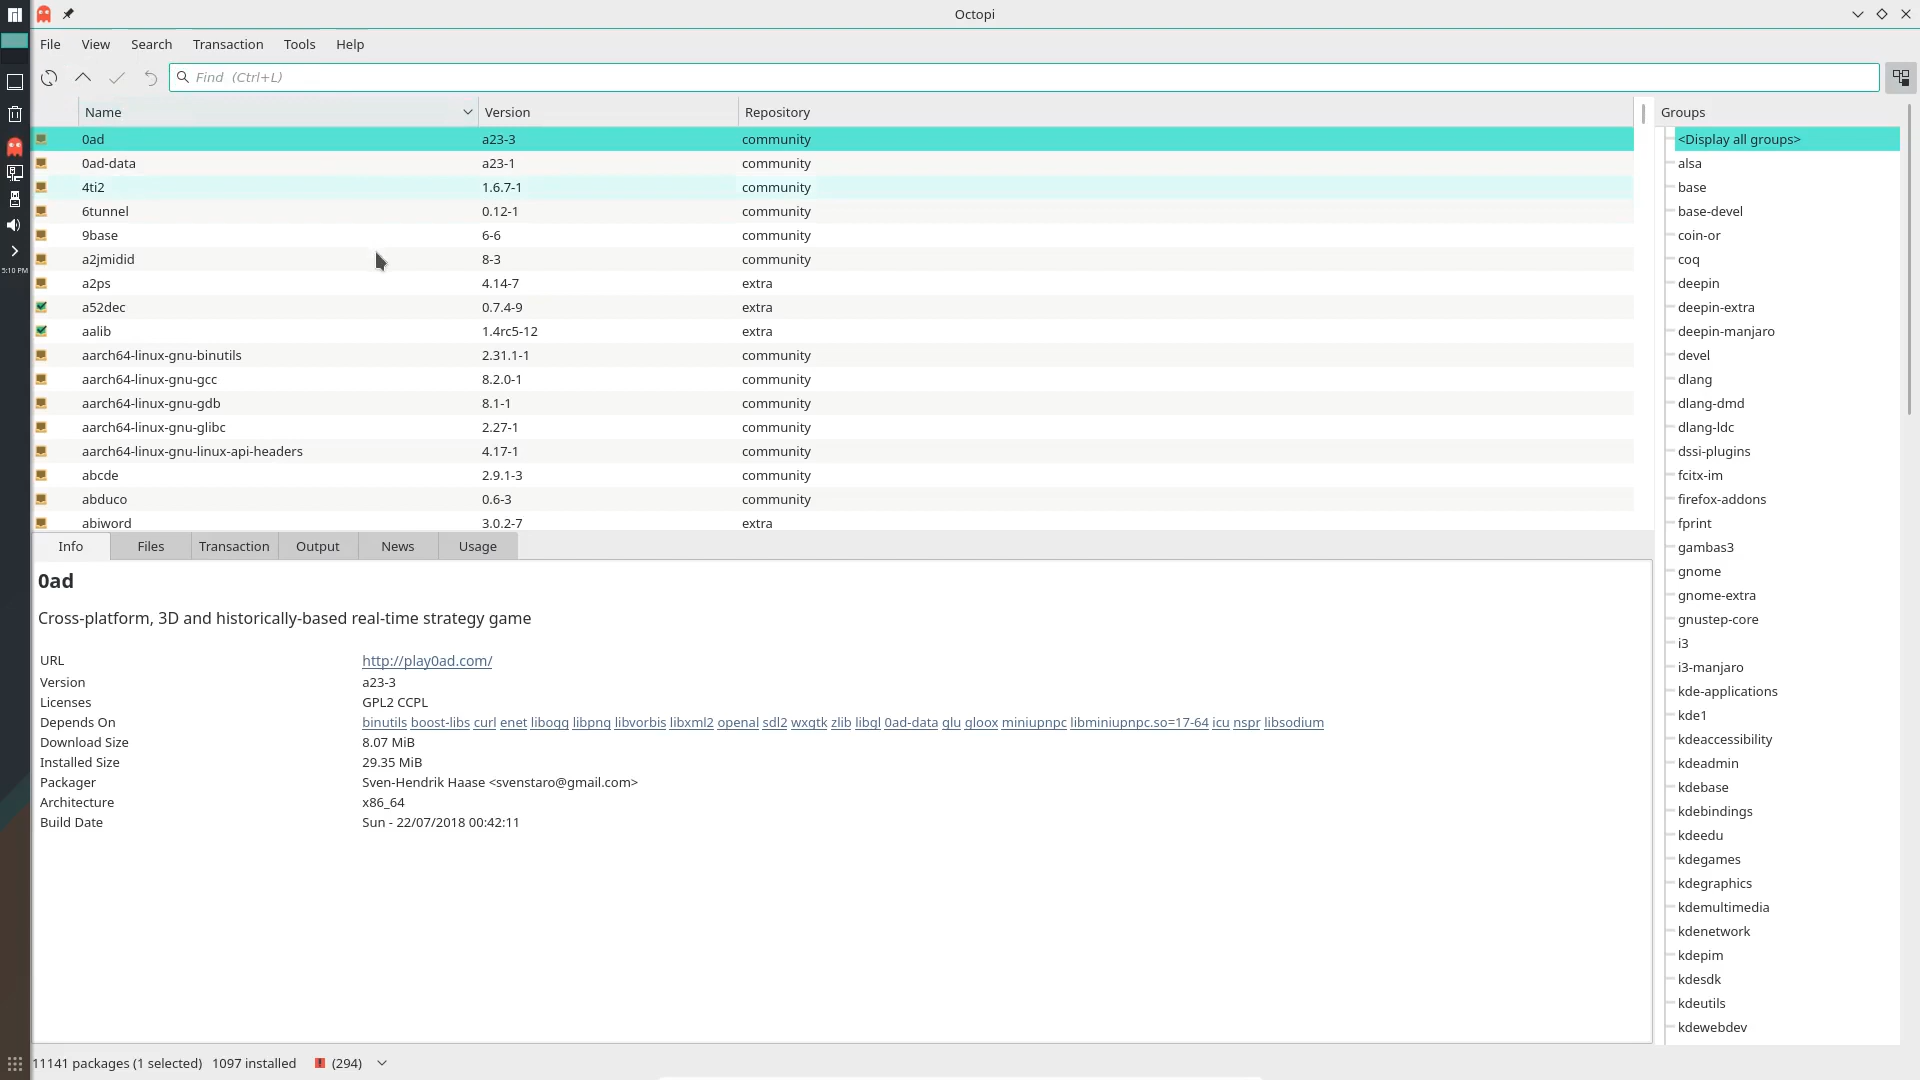 Octopi
File View Search Transaction Tools Help
Find (Ctrl+L)
Name Version Repository
0ad a23-3 community
0ad-data a23-1 community
4ti2 1.6.7-1 community
6tunnel 0.12-1 community
9base 6-6 community
a2jmidid 8-3 community
a2ps 4.14-7 extra
a52dec 0.7.4-9 extra
aalib 1.4rc5-12 extra
aarch64-linux-gnu-binutils 2.31.1-1 community
aarch64-linux-gnu-gcc 8.2.0-1 community
aarch64-linux-gnu-gdb 8.1-1 community
aarch64-linux-gnu-glibc 2.27-1 community
aarch64-linux-gnu-linux-api-headers 4.17-1 community
abcde 2.9.1-3 community
abduco 0.6-3 community
abiword 3.0.2-7 extra
Info Files Transaction Output News Usage
0ad
Cross-platform, 3D and historically-based real-time strategy game
URL http://play0ad.com/
Version a23-3
Licenses GPL2 CCPL
Depends On binutils boost-libs curl enet libogg libpng libvorbis libxml2 openal sdl2 wxgtk zlib libgl 0ad-data glu gloox miniupnpc libminiupnpc.so=17-64 icu nspr libsodium
Download Size 8.07 MiB
Installed Size 29.35 MiB
Packager Sven-Hendrik Haase <svenstaro@gmail.com>
Architecture x86_64
Build Date Sun - 22/07/2018 00:42:11
Groups
<Display all groups>
alsa
base
base-devel
coin-or
coq
deepin
deepin-extra
deepin-manjaro
devel
dlang
dlang-dmd
dlang-ldc
dssi-plugins
fcitx-im
firefox-addons
fprint
gambas3
gnome
gnome-extra
gnustep-core
i3
i3-manjaro
kde-applications
kde1
kdeaccessibility
kdeadmin
kdebase
kdebindings
kdeedu
kdegames
kdegraphics
kdemultimedia
kdenetwork
kdepim
kdesdk
kdeutils
kdewebdev
5:10 PM
11141 packages (1 selected) 1097 installed (294)